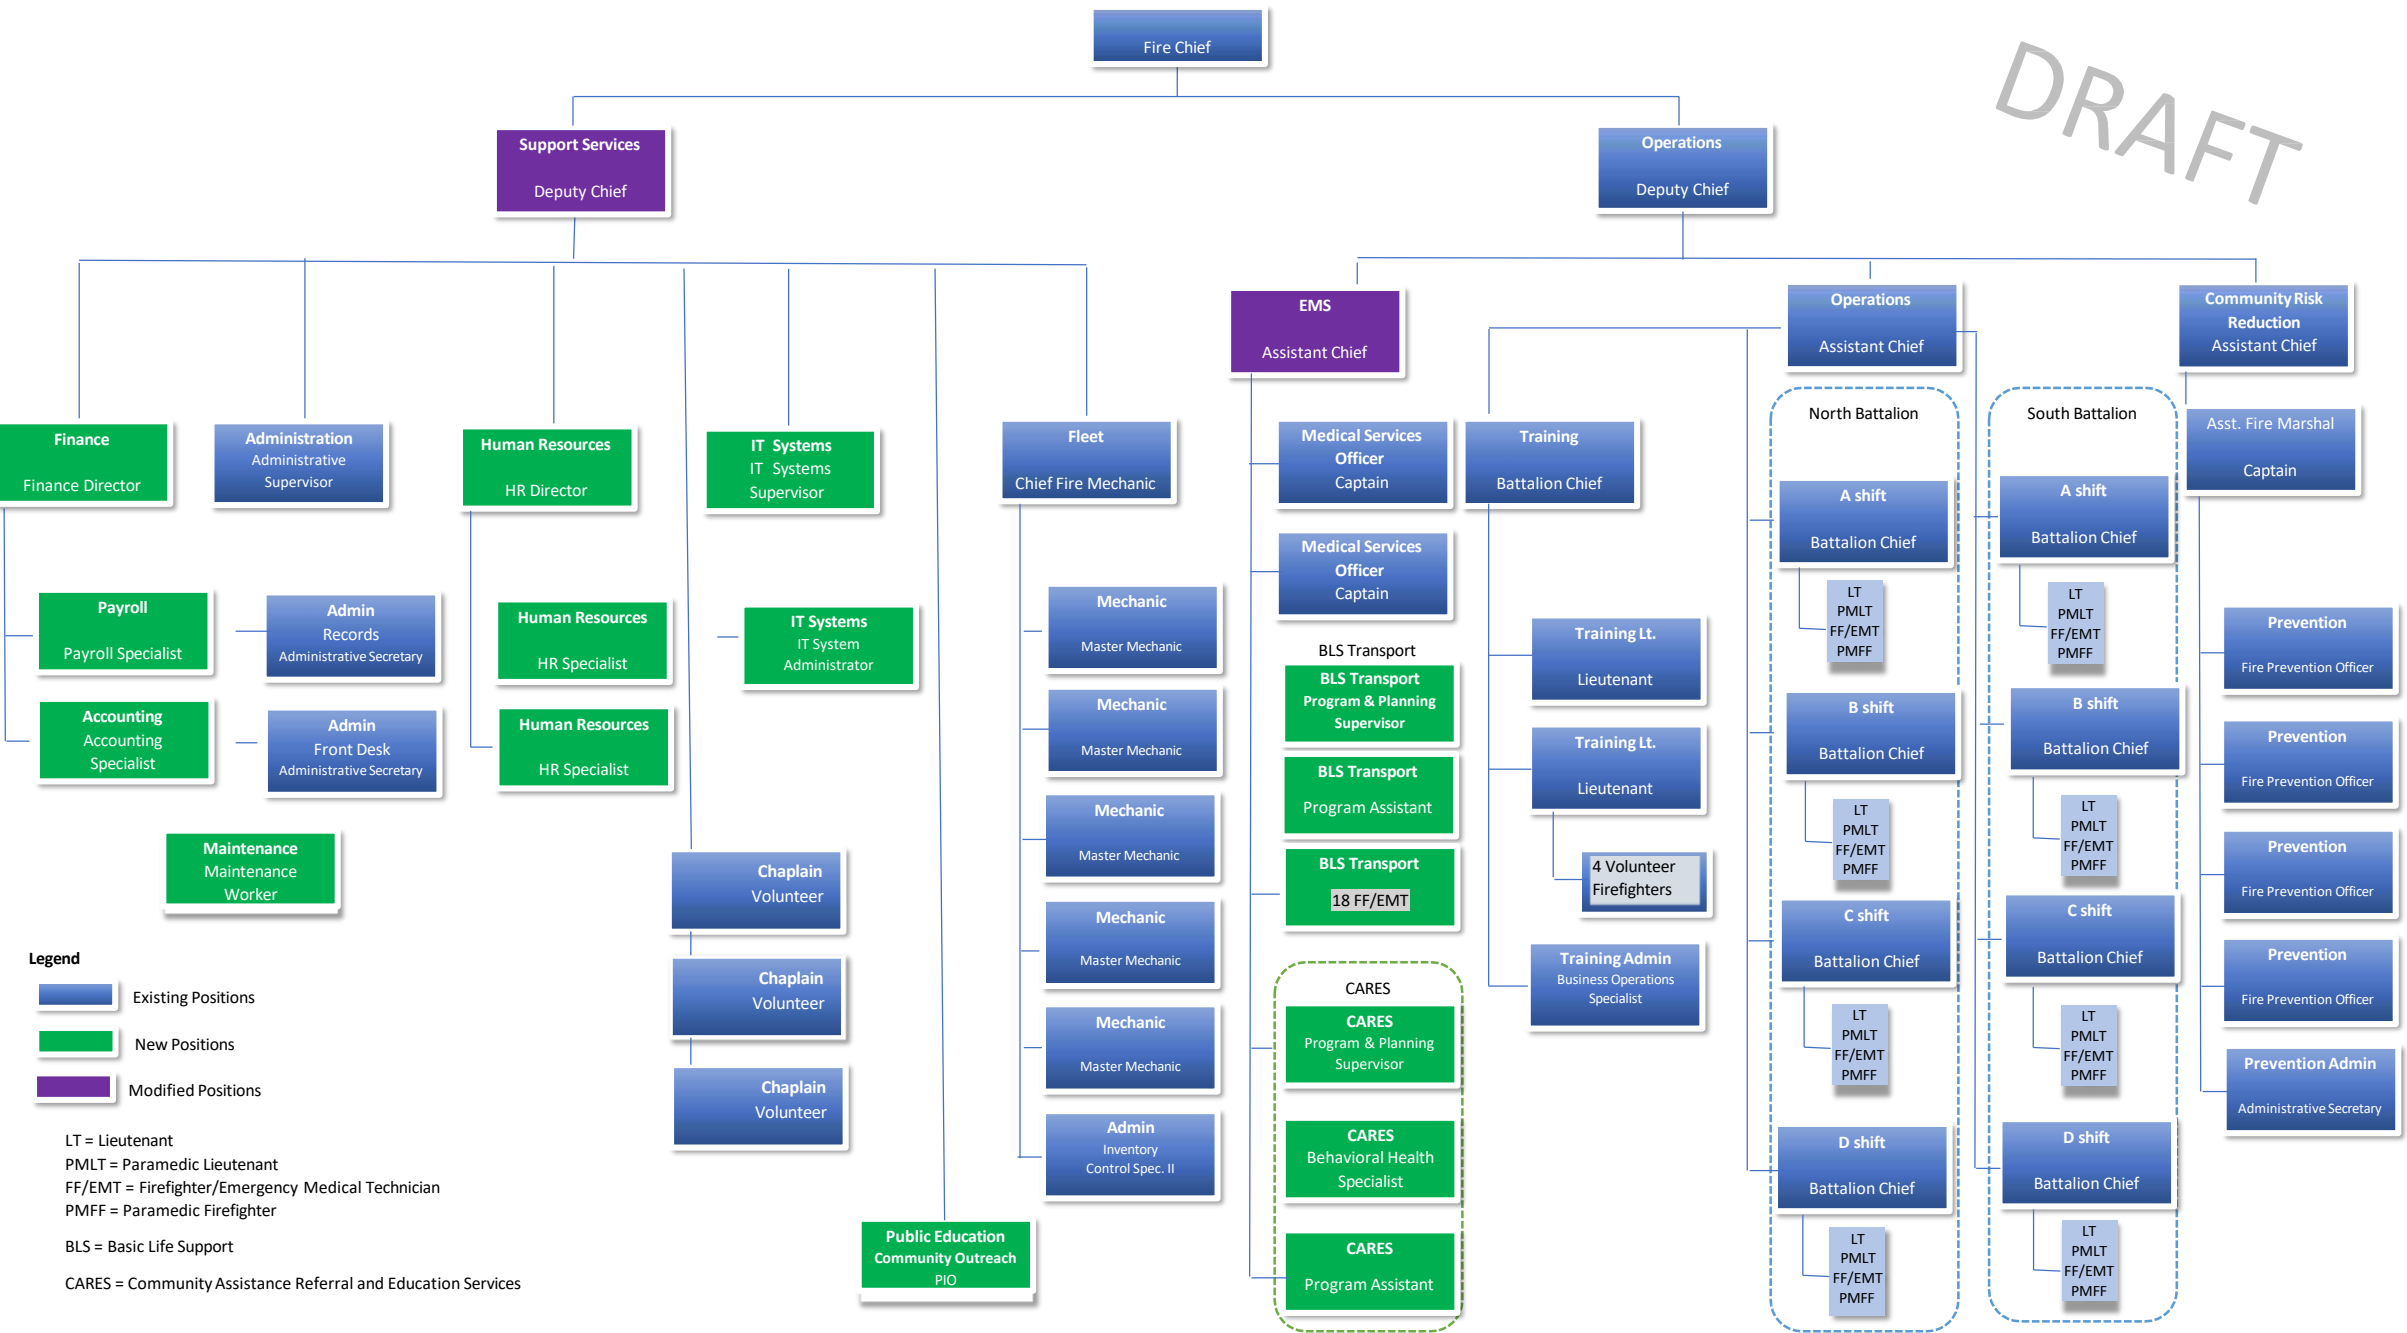 Fire Chief
DRAFT
Support Services
Deputy Chief
Operations
Deputy Chief
EMS
Assistant Chief
Operations
Assistant Chief
Community Risk
Reduction
Assistant Chief
Finance
Finance Director
Administration
Administrative
Supervisor
Human Resources
HR Director
IT Systems
IT Systems
Supervisor
Fleet
Chief Fire Mechanic
Payroll
Payroll Specialist
Accounting
Accounting
Specialist
Admin
Records
Administrative Secretary
Admin
Front Desk
Administrative Secretary
Maintenance
Maintenance
Worker
Human Resources
HR Specialist
Human Resources
HR Specialist
IT Systems
IT System
Administrator
Chaplain
Volunteer
Chaplain
Volunteer
Chaplain
Volunteer
Public Education
Community Outreach
PIO
Mechanic
Master Mechanic
Mechanic
Master Mechanic
Mechanic
Master Mechanic
Mechanic
Master Mechanic
Mechanic
Master Mechanic
Admin
Inventory
Control Spec. II
Medical Services
Officer
Captain
Medical Services
Officer
Captain
BLS Transport
BLS Transport
Program & Planning
Supervisor
BLS Transport
Program Assistant
BLS Transport
18 FF/EMT
CARES
CARES
Program & Planning
Supervisor
CARES
Behavioral Health
Specialist
CARES
Program Assistant
Training
Battalion Chief
Training Lt.
Lieutenant
Training Lt.
Lieutenant
4 Volunteer
Firefighters
Training Admin
Business Operations
Specialist
North Battalion
A shift
Battalion Chief
LT
PMLT
FF/EMT
PMFF
B shift
Battalion Chief
LT
PMLT
FF/EMT
PMFF
C shift
Battalion Chief
LT
PMLT
FF/EMT
PMFF
D shift
Battalion Chief
LT
PMLT
FF/EMT
PMFF
South Battalion
A shift
Battalion Chief
LT
PMLT
FF/EMT
PMFF
B shift
Battalion Chief
LT
PMLT
FF/EMT
PMFF
C shift
Battalion Chief
LT
PMLT
FF/EMT
PMFF
D shift
Battalion Chief
LT
PMLT
FF/EMT
PMFF
Asst. Fire Marshal
Captain
Prevention
Fire Prevention Officer
Prevention
Fire Prevention Officer
Prevention
Fire Prevention Officer
Prevention
Fire Prevention Officer
Prevention Admin
Administrative Secretary
Legend
Existing Positions
New Positions
Modified Positions
LT = Lieutenant
PMLT = Paramedic Lieutenant
FF/EMT = Firefighter/Emergency Medical Technician
PMFF = Paramedic Firefighter
BLS = Basic Life Support
CARES = Community Assistance Referral and Education Services